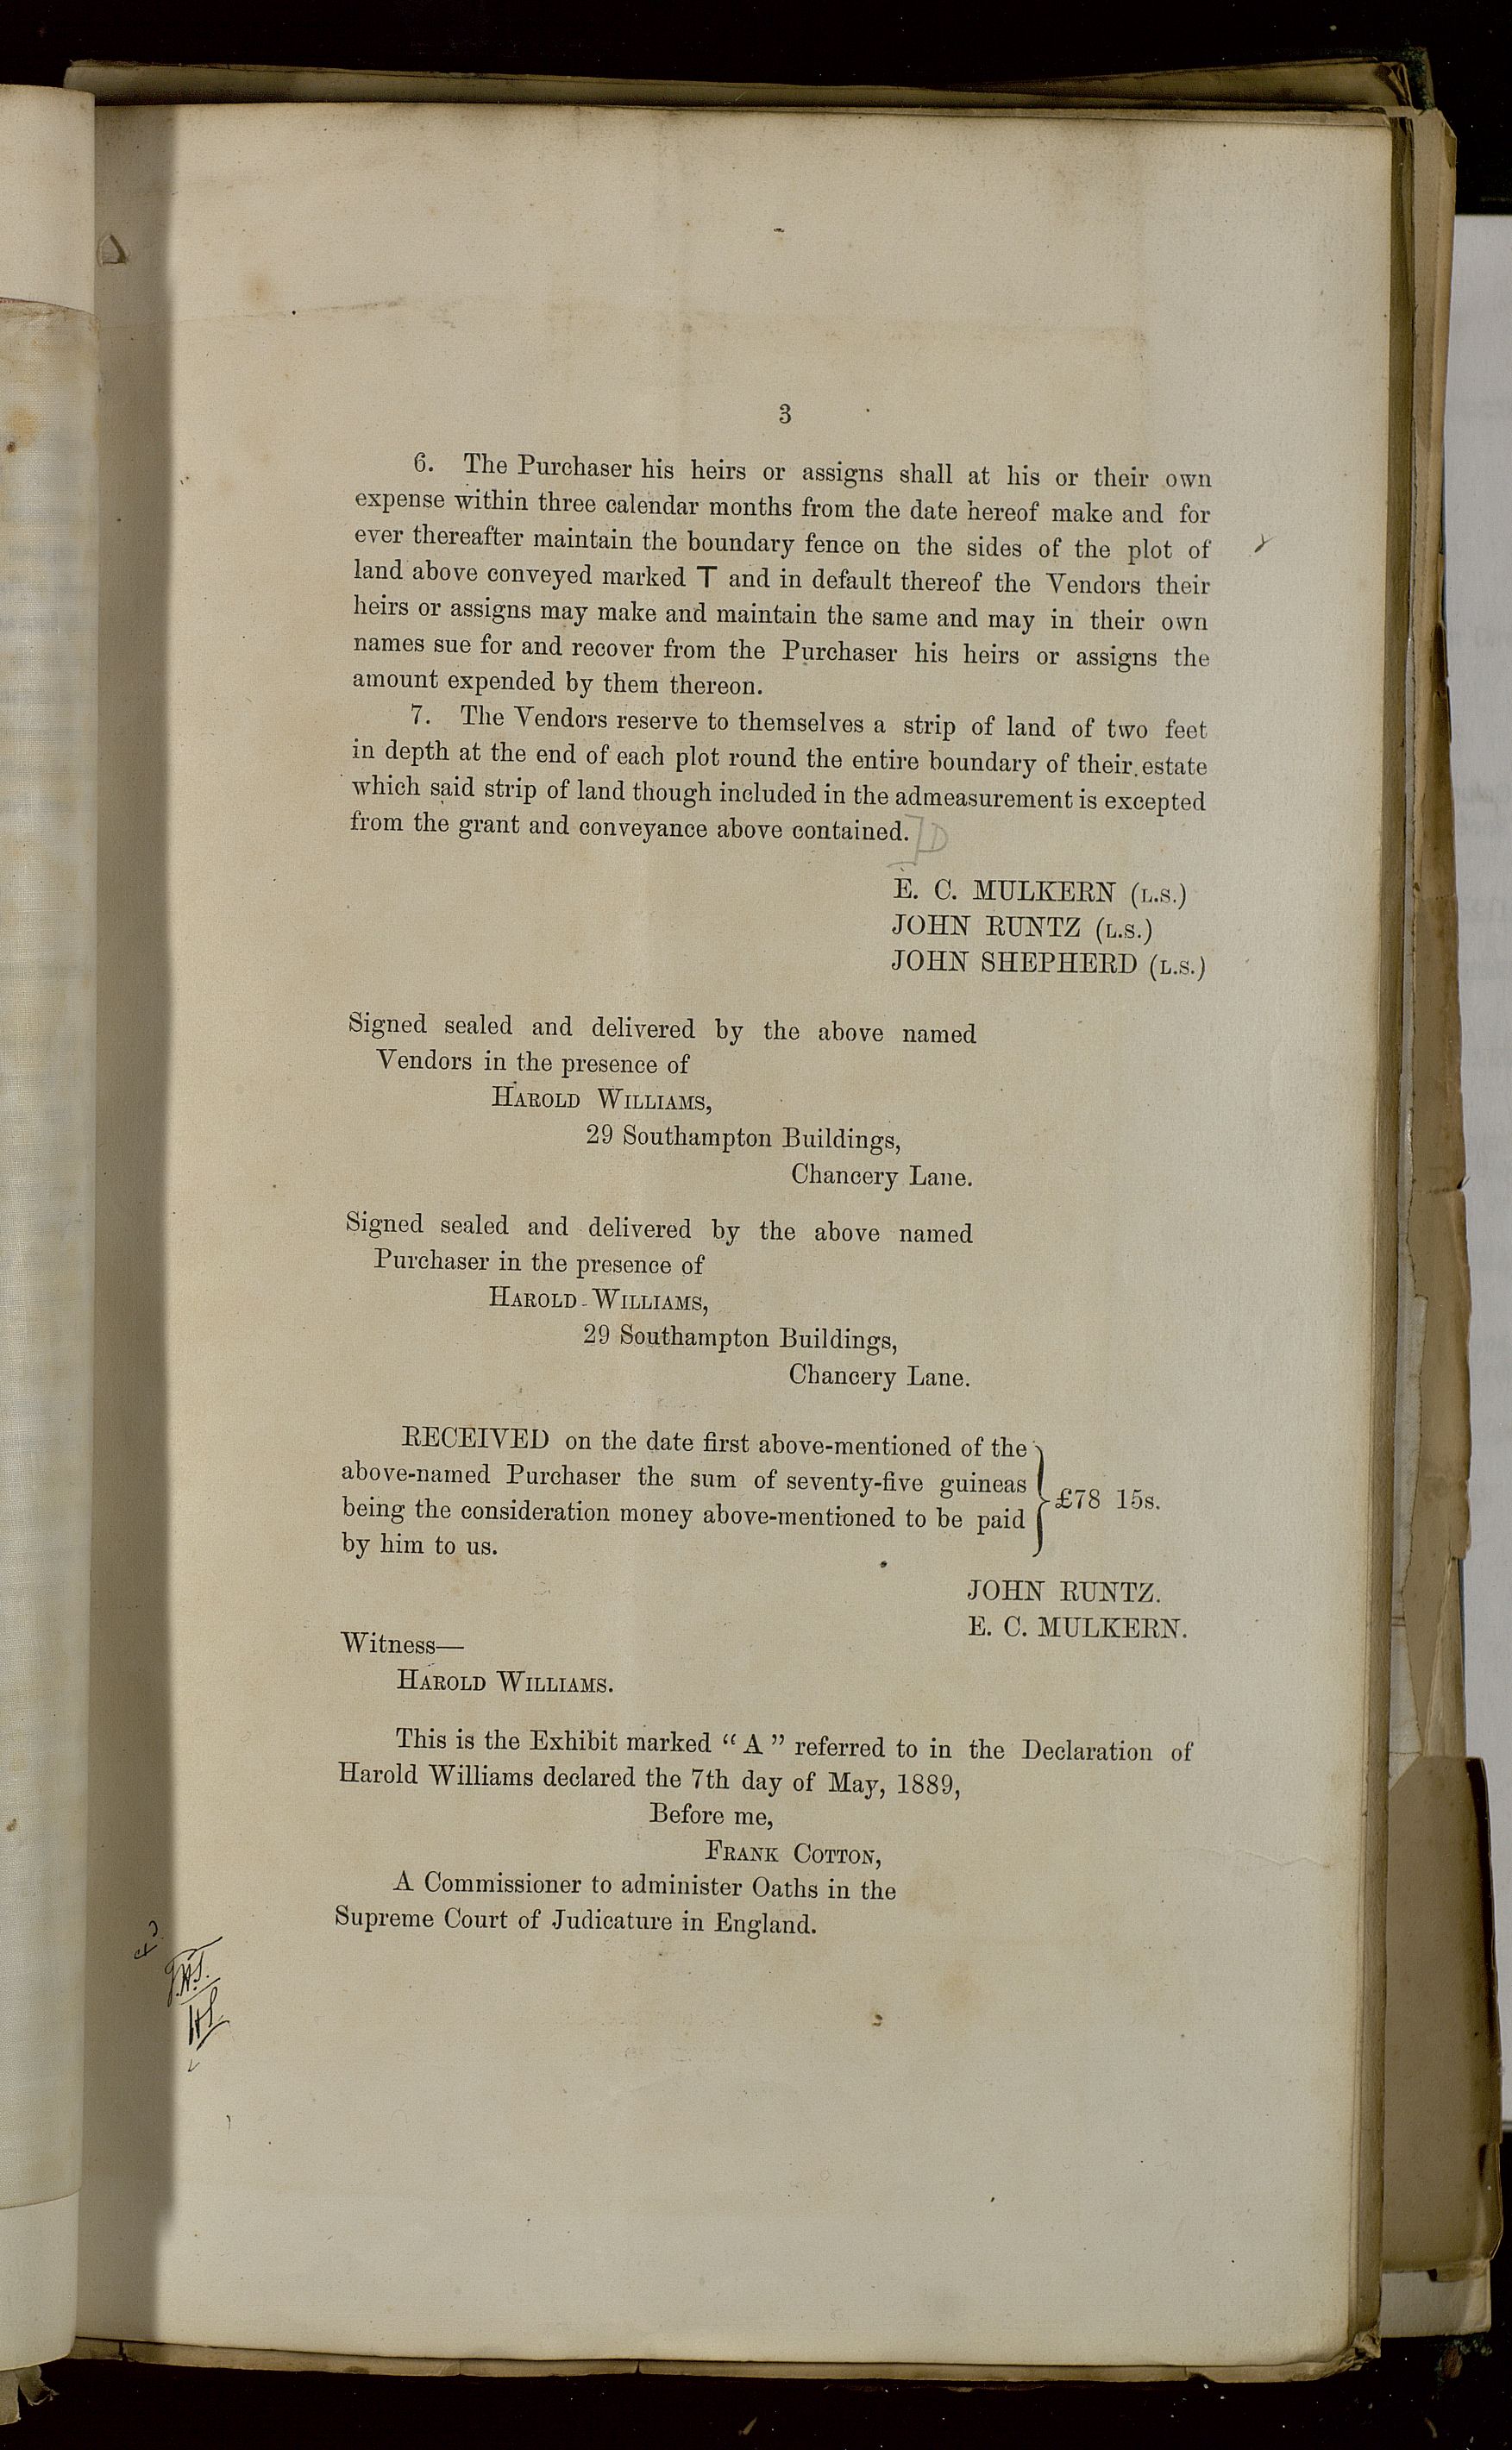 3
6. The Purchaser his heirs or assigns shall at his or their own
expense within three calendar months from the date hereof make and for
ever thereafter maintain the boundary fence on the sides of the plot of
land above conveyed marked T and in default thereof the Vendors their
heirs or assigns may make and maintain the same and may in their own
names sue for and recover from the Purchaser his heirs or assigns the
amount expended by them thereon.
7. The Vendors reserve to themselves a strip of land of two feet
in depth at the end of each plot round the entire boundary of their estate
which said strip of land though included in the admeasurement is excepted
from the grant and conveyance above contained.
E. C. MULKERN (L.S.)
JOHN RUNTZ (L.S.)
JOHN SHEPHERD (L.S.)
Signed sealed and delivered by the above named
Vendors in the presence of
HAROLD WILLIAMS,
29 Southampton Buildings,
Chancery Lane.
Signed sealed and delivered by the above named
Purchaser in the presence of
HAROLD WILLIAMS,
29 Southampton Buildings,
Chancery Lane.
RECEIVED on the date first above-mentioned of the
above-named Purchaser the sum of seventy-five guineas
being the consideration money above-mentioned to be paid
by him to us.
£78 15s.
JOHN RUNTZ.
E. C. MULKERN.
Witness—
HAROLD WILLIAMS.
This is the Exhibit marked “ A ” referred to in the Declaration of
Harold Williams declared the 7th day of May, 1889,
Before me,
FRANK COTTON,
A Commissioner to administer Oaths in the
Supreme Court of Judicature in England.